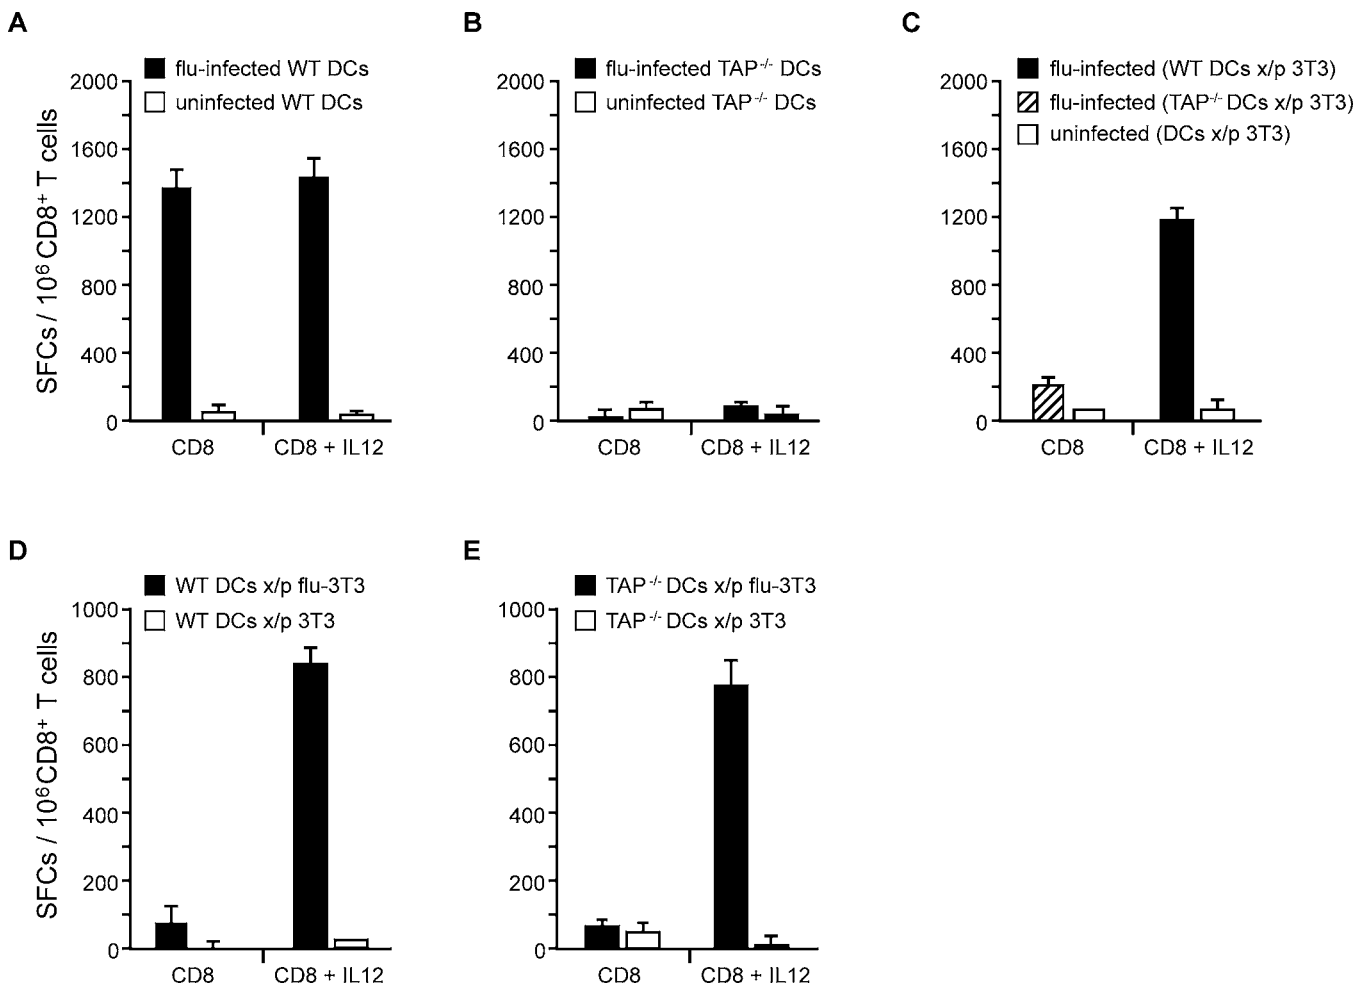 A
flu-infected WT DCs
uninfected WT DCs
2000
1600
1200
800
400
0
SFCs / 10⁶ CD8⁺ T cells
CD8
CD8 + IL12
B
flu-infected TAP⁻/⁻ DCs
uninfected TAP⁻/⁻ DCs
2000
1600
1200
800
400
0
CD8
CD8 + IL12
C
flu-infected (WT DCs x/p 3T3)
flu-infected (TAP⁻/⁻ DCs x/p 3T3)
uninfected (DCs x/p 3T3)
2000
1600
1200
800
400
0
CD8
CD8 + IL12
D
WT DCs x/p flu-3T3
WT DCs x/p 3T3
1000
800
600
400
200
0
SFCs / 10⁶CD8⁺ T cells
CD8
CD8 + IL12
E
TAP⁻/⁻ DCs x/p flu-3T3
TAP⁻/⁻ DCs x/p 3T3
1000
800
600
400
200
0
CD8
CD8 + IL12